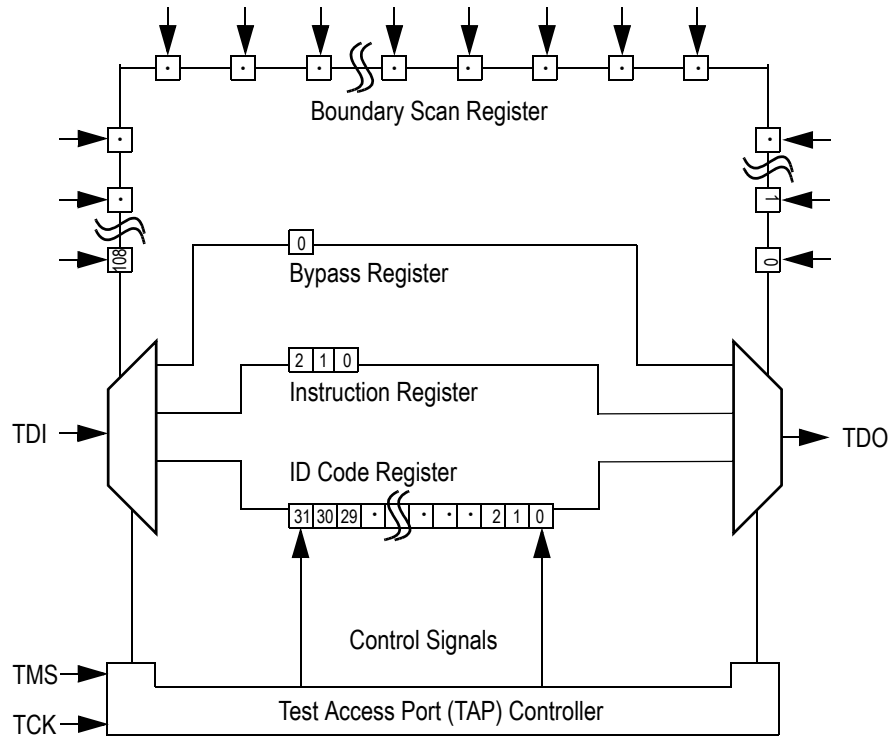 · · · · · · · ·
Boundary Scan Register
· ·
· 1
108 0
0
Bypass Register
2 1 0
Instruction Register
TDI TDO
ID Code Register
31 30 29 · · · · 2 1 0
Control Signals
TMS
Test Access Port (TAP) Controller
TCK